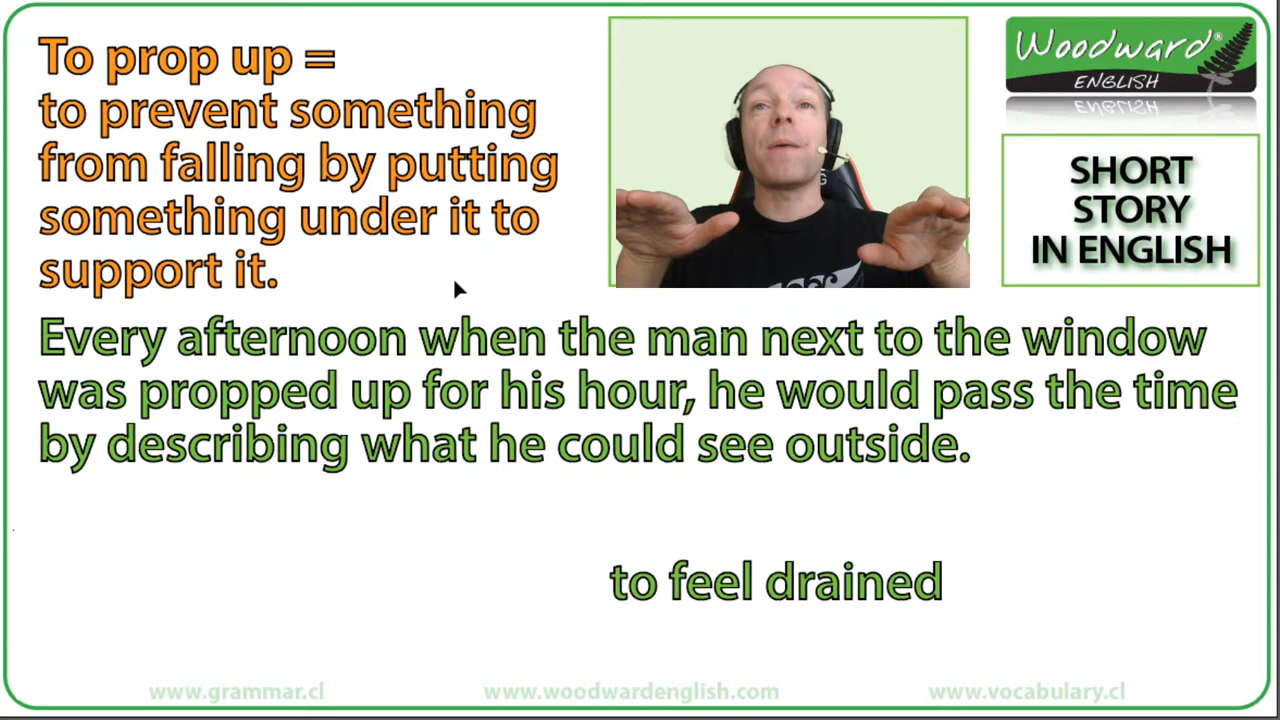 To prop up =
to prevent something
from falling by putting
something under it to
support it.
Woodward®
ENGLISH
SHORT
STORY
IN ENGLISH
G
Every afternoon when the man next to the window
was propped up for his hour, he would pass the time
by describing what he could see outside.
to feel drained
www.grammar.cl
www.woodwardenglish.com
www.vocabulary.cl